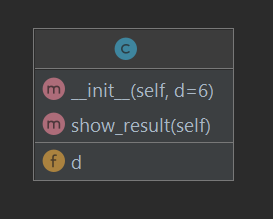 C
m __init__(self, d=6)
m show_result(self)
f d